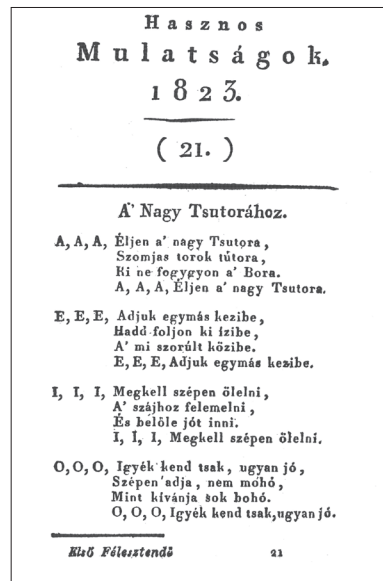 Hasznos
Mulatságok.
1823.
( 21. )
A' Nagy Tsutorához.
A, A, A, Éljen a' nagy Tsutora,
Szomjas torok tútora,
Ki ne fogygyon a' Bora.
A, A, A, Éljen a' nagy Tsutora.
E, E, E, Adjuk egymás kezibe,
Hadd foljon ki ízibe,
A' mi szorúlt közibe.
E, E, E, Adjuk egymás kezibe.
I, I, I, Megkell szépen ölelni,
A' szájhoz felemelni,
És belőle jót inni.
I, I, I, Megkell szépen ölelni.
O, O, O, Igyék kend tsak, ugyan jó,
Szépen adja, nem mohó,
Mint kívánja sok bohó.
O, O, O, Igyék kend tsak, ugyan jó.
Első Félesztendő 21